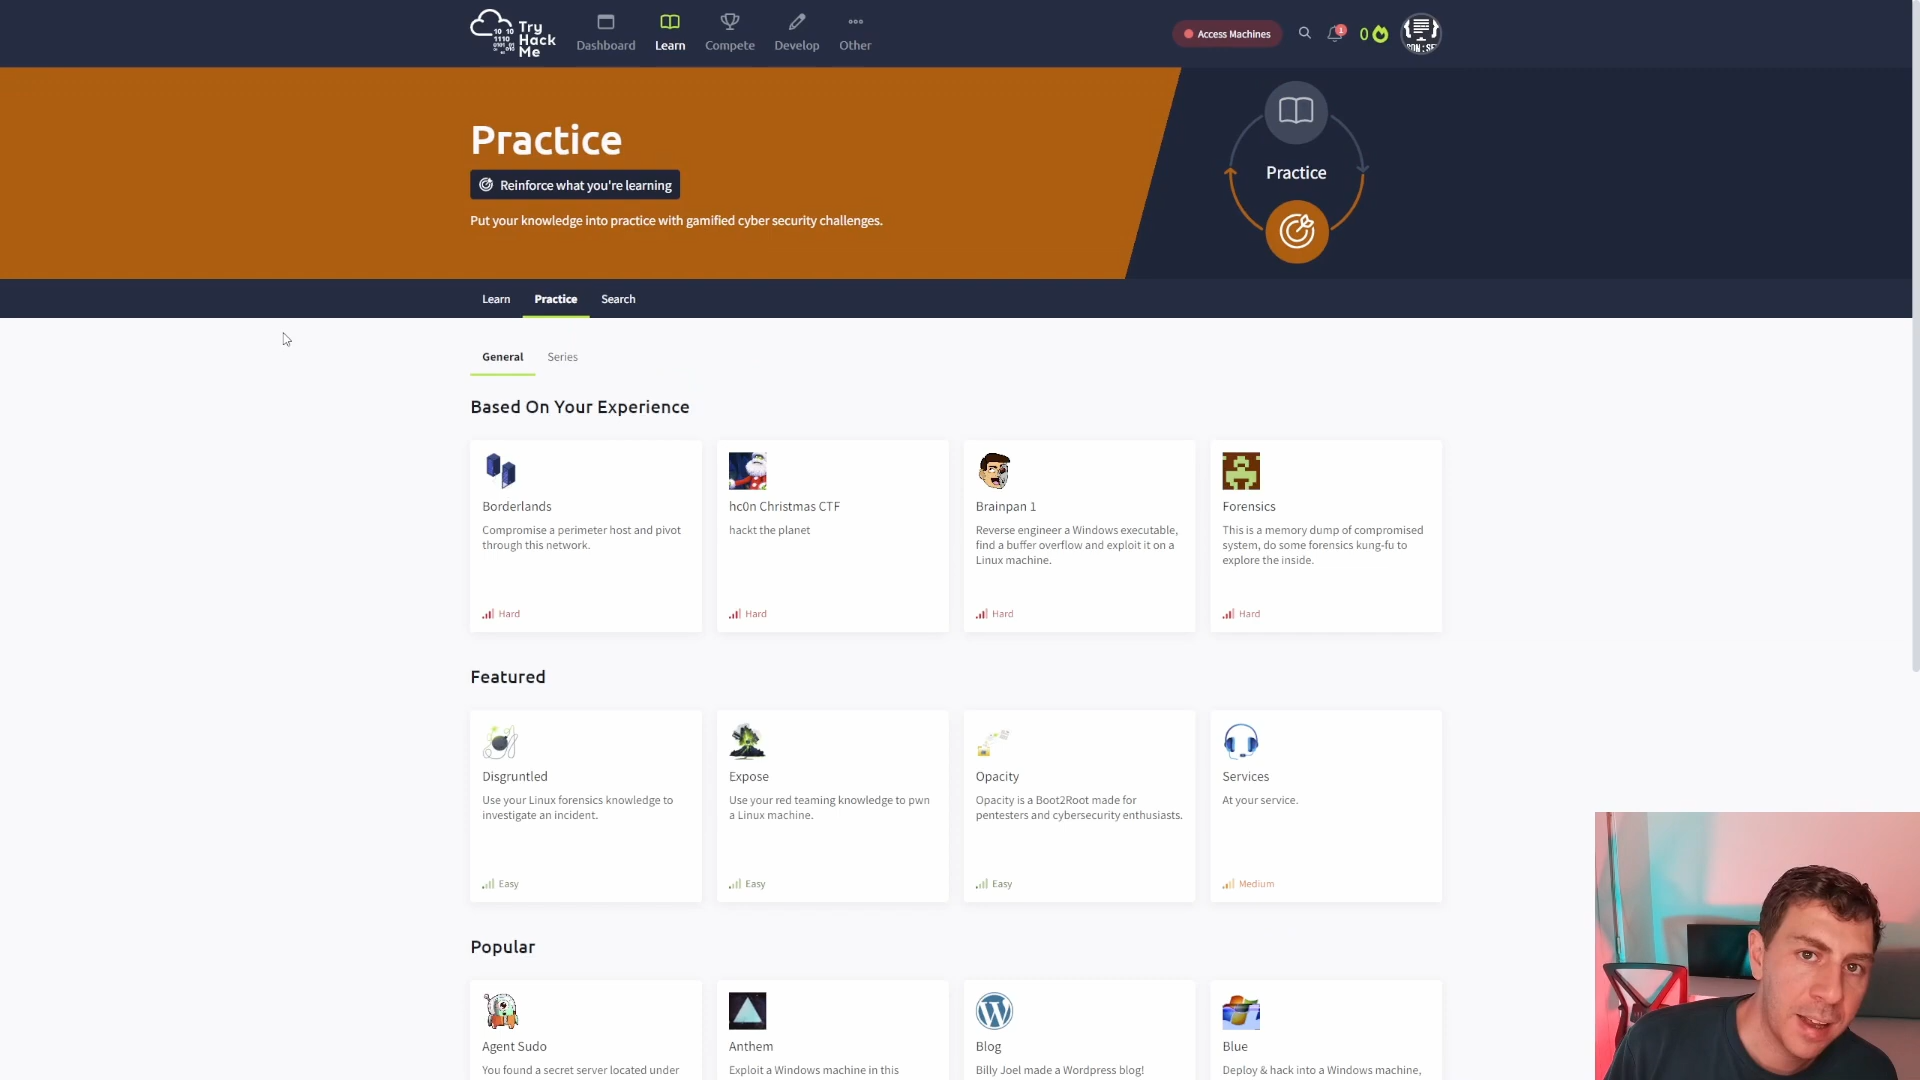 Try
Hack
Me
Dashboard
Learn
Compete
Develop
Other
Access Machines
1
0
Practice
Reinforce what you're learning
Put your knowledge into practice with gamified cyber security challenges.
Practice
Learn
Practice
Search
General
Series
Based On Your Experience
Borderlands
Compromise a perimeter host and pivot
through this network.
Hard
hc0n Christmas CTF
hackt the planet
Hard
Brainpan 1
Reverse engineer a Windows executable,
find a buffer overflow and exploit it on a
Linux machine.
Hard
Forensics
This is a memory dump of compromised
system, do some forensics kung-fu to
explore the inside.
Hard
Featured
Disgruntled
Use your Linux forensics knowledge to
investigate an incident.
Easy
Expose
Use your red teaming knowledge to pwn
a Linux machine.
Easy
Opacity
Opacity is a Boot2Root made for
pentesters and cybersecurity enthusiasts.
Easy
Services
At your service.
Medium
Popular
Agent Sudo
You found a secret server located under
Anthem
Exploit a Windows machine in this
Blog
Billy Joel made a Wordpress blog!
Blue
Deploy & hack into a Windows machine,